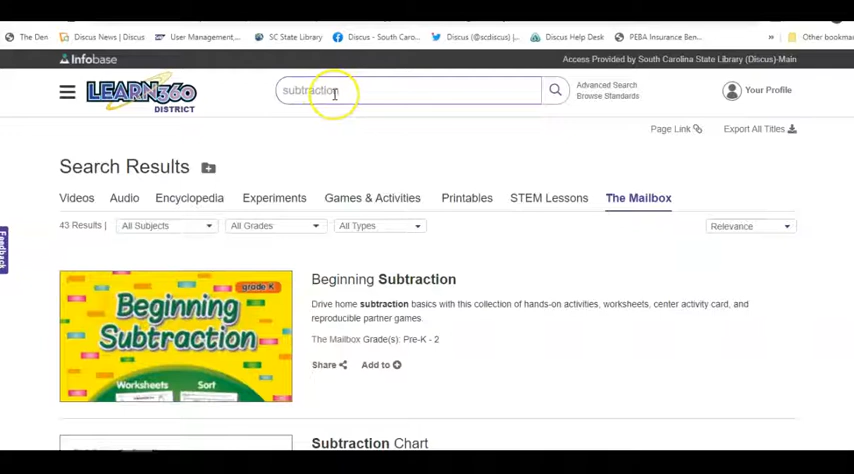 The Den Discus News | Discus User Management,... SC State Library Discus - South Caro... Discus (@scdiscus) |... Discus Help Desk PEBA Insurance Ben... » Other bookmar
Infobase Access Provided by South Carolina State Library (Discus)-Main
LEARN360 DISTRICT subtraction Advanced Search Your Profile
Browse Standards
Page Link Export All Titles
Search Results
Videos Audio Encyclopedia Experiments Games & Activities Printables STEM Lessons The Mailbox
43 Results | All Subjects All Grades All Types Relevance
Feedback
grade K
Beginning
Subtraction
Worksheets Sort
Beginning Subtraction
Drive home subtraction basics with this collection of hands-on activities, worksheets, center activity card, and
reproducible partner games.
The Mailbox Grade(s): Pre-K - 2
Share Add to
Subtraction Chart